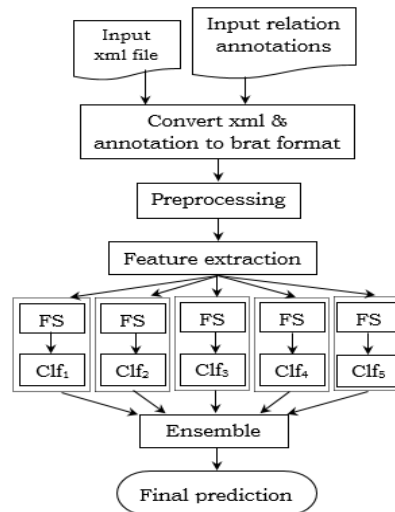 Input
xml file
Input relation
annotations
Convert xml &
annotation to brat format
Preprocessing
Feature extraction
FS
FS
FS
FS
FS
Clf₁
Clf₂
Clf₃
Clf₄
Clf₅
Ensemble
Final prediction